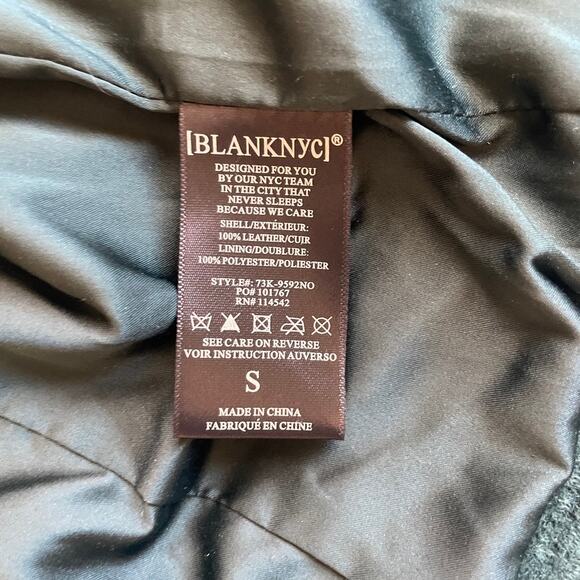 [BLANKNYC]®
DESIGNED FOR YOU
BY OUR NYC TEAM
IN THE CITY THAT
NEVER SLEEPS
BECAUSE WE CARE
SHELL/EXTÉRIEUR:
100% LEATHER/CUIR
LINING/DOUBLURE:
100% POLYESTER/POLIESTER
STYLE#: 73K-9592NO
PO# 101767
RN# 114542
SEE CARE ON REVERSE
VOIR INSTRUCTION AUVERSO
S
MADE IN CHINA
FABRIQUÉ EN CHINE